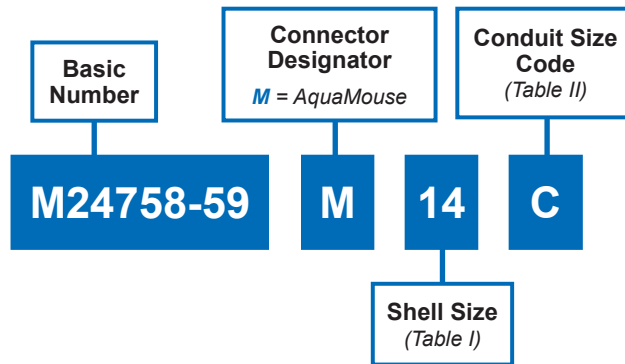 Basic
Number
Connector
Designator
M = AquaMouse
Conduit Size
Code
(Table II)
M24758-59
M
14
C
Shell Size
(Table I)